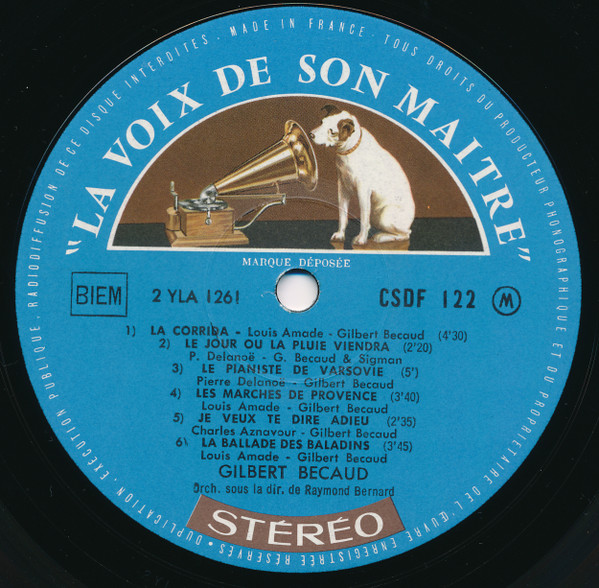 DUPLICATION · EXÉCUTION PUBLIQUE, RADIODIFFUSION DE CE DISQUE INTERDITES · MADE IN FRANCE · TOUS DROITS DU PRODUCTEUR PHONOGRAPHIQUE ET DU PROPRIÉTAIRE DE L'ŒUVRE ENREGISTRÉE RÉSERVÉS •
"LA VOIX DE SON MAITRE"
MARQUE DÉPOSÉE
BIEM 2 YLA 1261 CSDF 122 M
1) LA CORRIDA - Louis Amade - Gilbert Becaud (4'30)
2) LE JOUR OU LA PLUIE VIENDRA (2'20)
P. Delanoë - G. Becaud & Sigman
3) LE PIANISTE DE VARSOVIE (5')
Pierre Delanoë - Gilbert Becaud
4) LES MARCHES DE PROVENCE (3'40)
Louis Amade - Gilbert Becaud
5) JE VEUX TE DIRE ADIEU (2'35)
Charles Aznavour - Gilbert Becaud
6) LA BALLADE DES BALADINS (3'45)
Louis Amade - Gilbert Becaud
GILBERT BECAUD
Orch. sous la dir. de Raymond Bernard
STÉRÉO